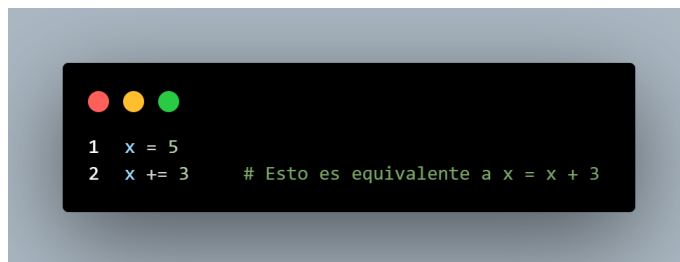 1 x = 5
2 x += 3 # Esto es equivalente a x = x + 3